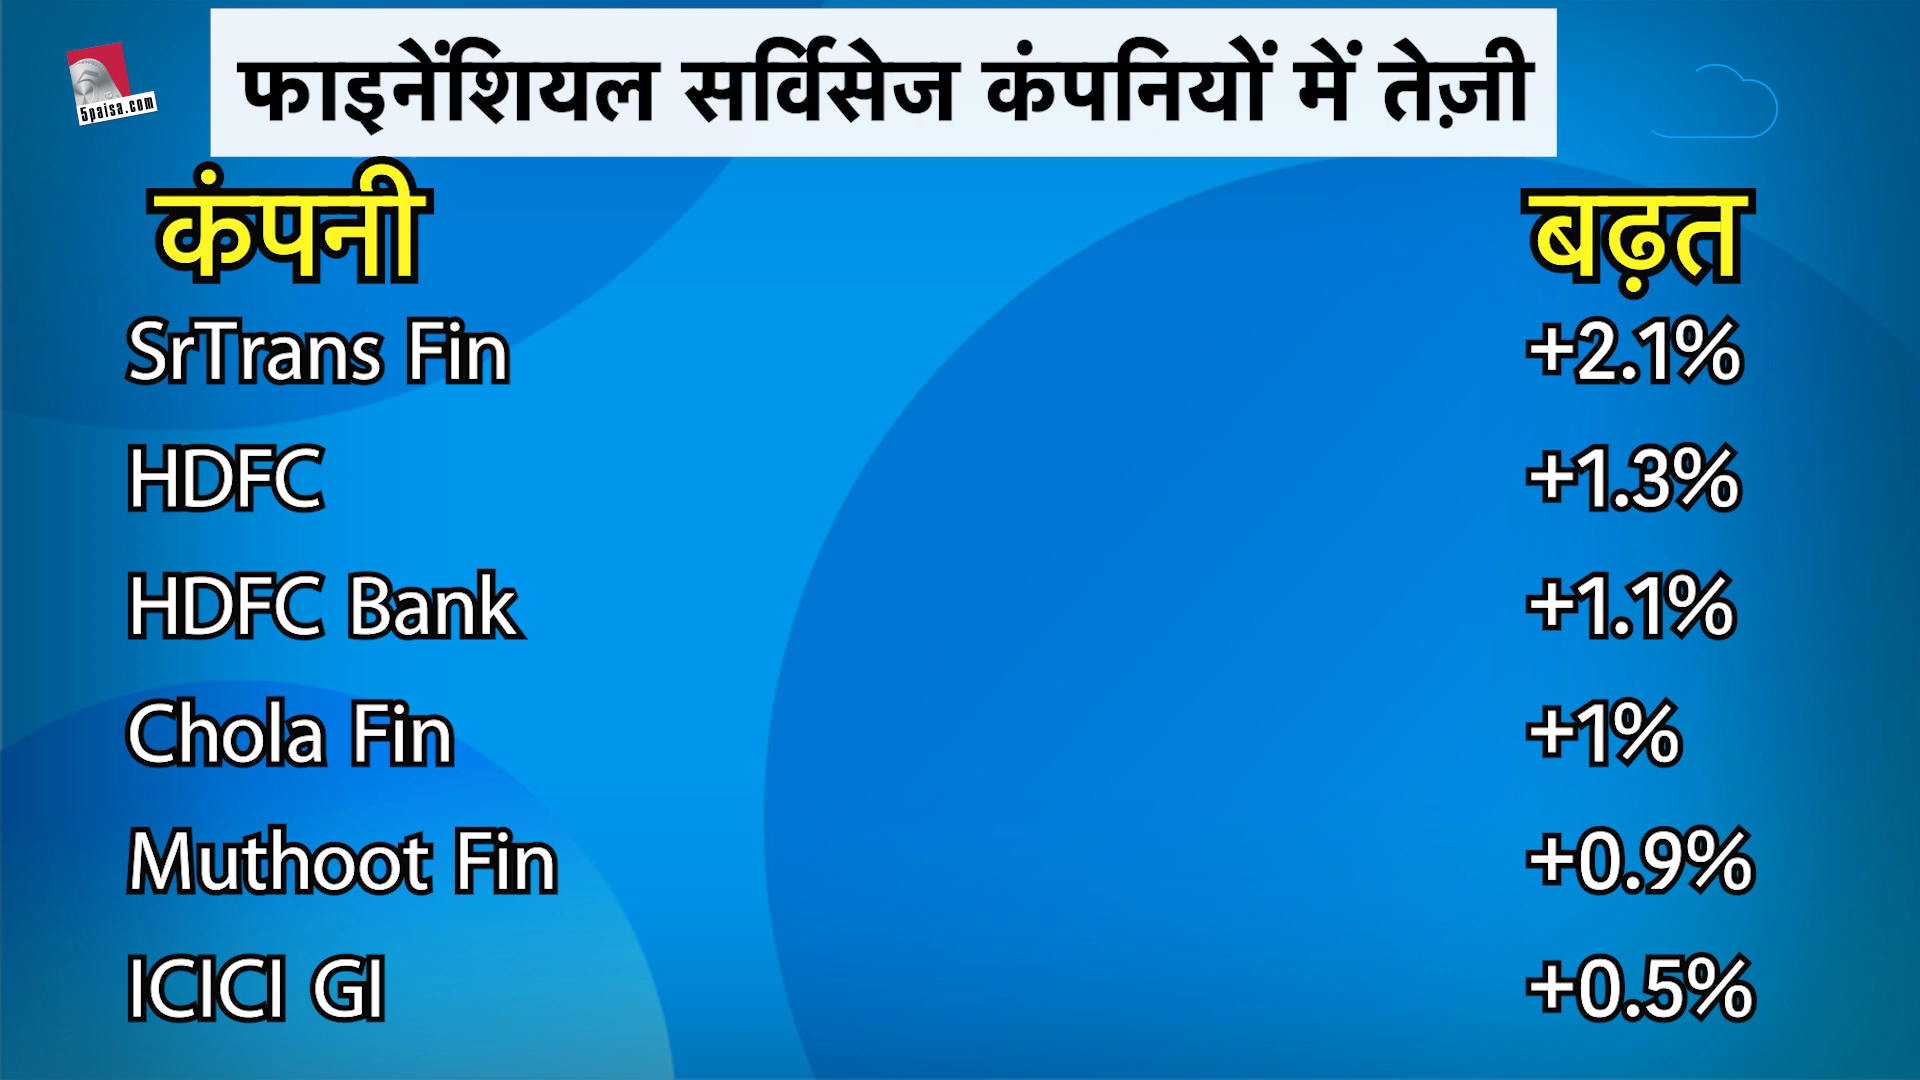 5paisa.com
फाइनेंशियल सर्विसेज कंपनियों में तेज़ी
कंपनी बढ़त
SrTrans Fin +2.1%
HDFC +1.3%
HDFC Bank +1.1%
Chola Fin +1%
Muthoot Fin +0.9%
ICICI GI +0.5%